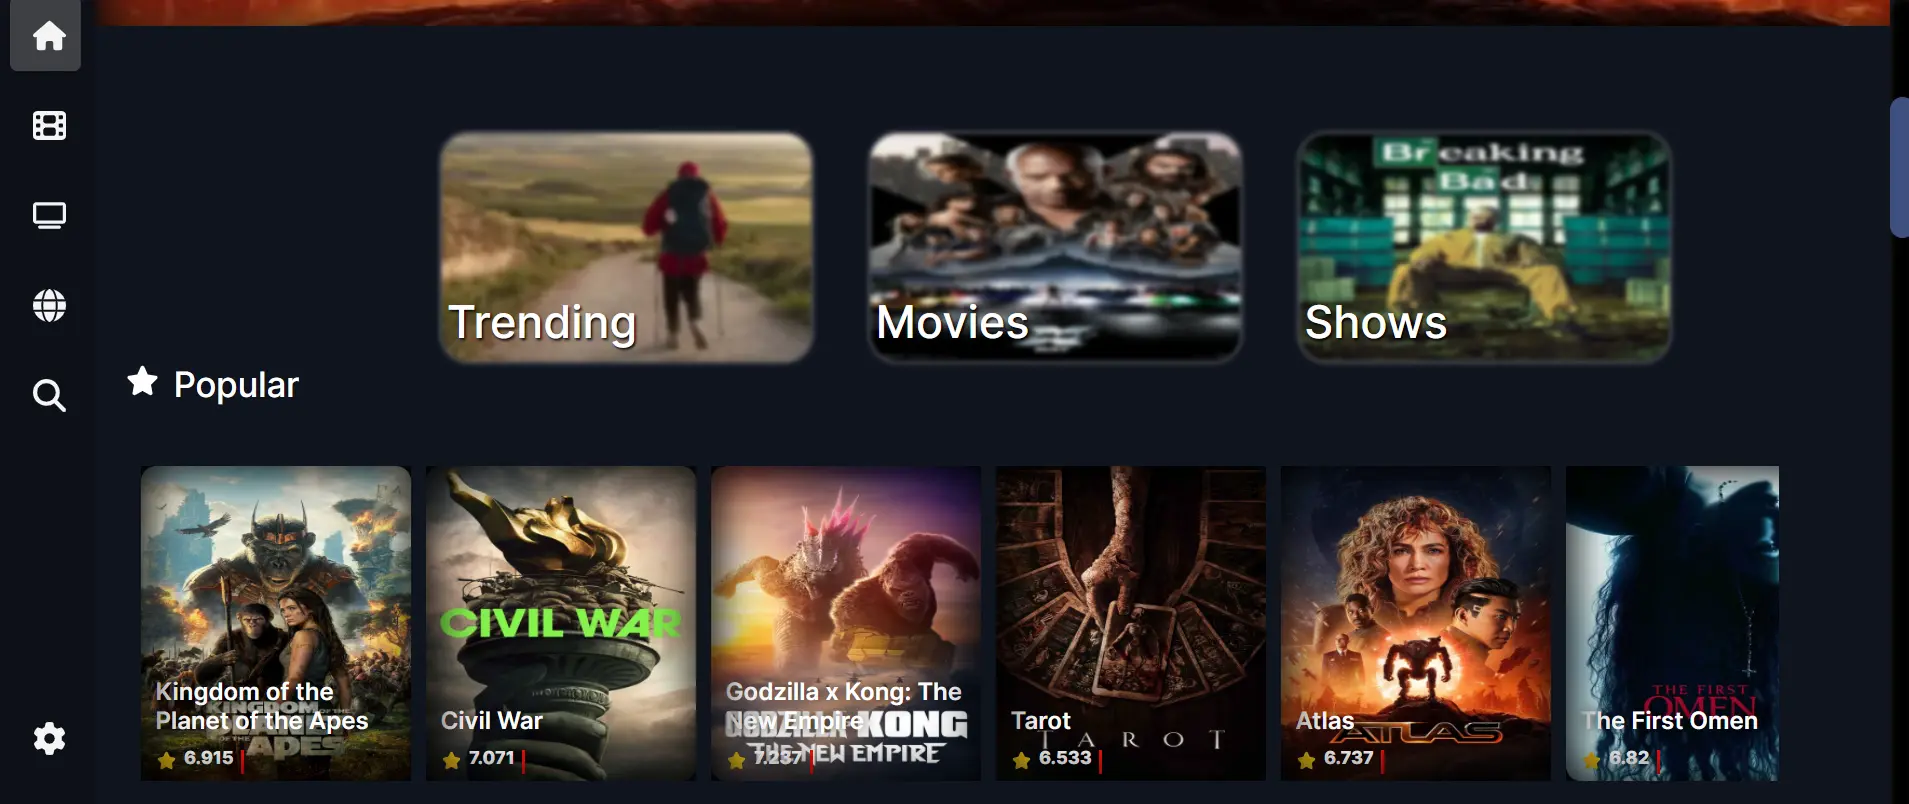 Breaking
Bad
Trending
Movies
Shows
Popular
CIVIL WAR
Kingdom of the
Planet of the Apes
KINGDOM OF THE
PLANET OF THE
APES
6.915
Civil War
7.071
Godzilla x Kong: The
New Empire
GODZILLA x KONG
THE NEW EMPIRE
7.237
Tarot
TAROT
6.533
Atlas
ATLAS
6.737
THE FIRST
OMEN
The First Omen
6.82